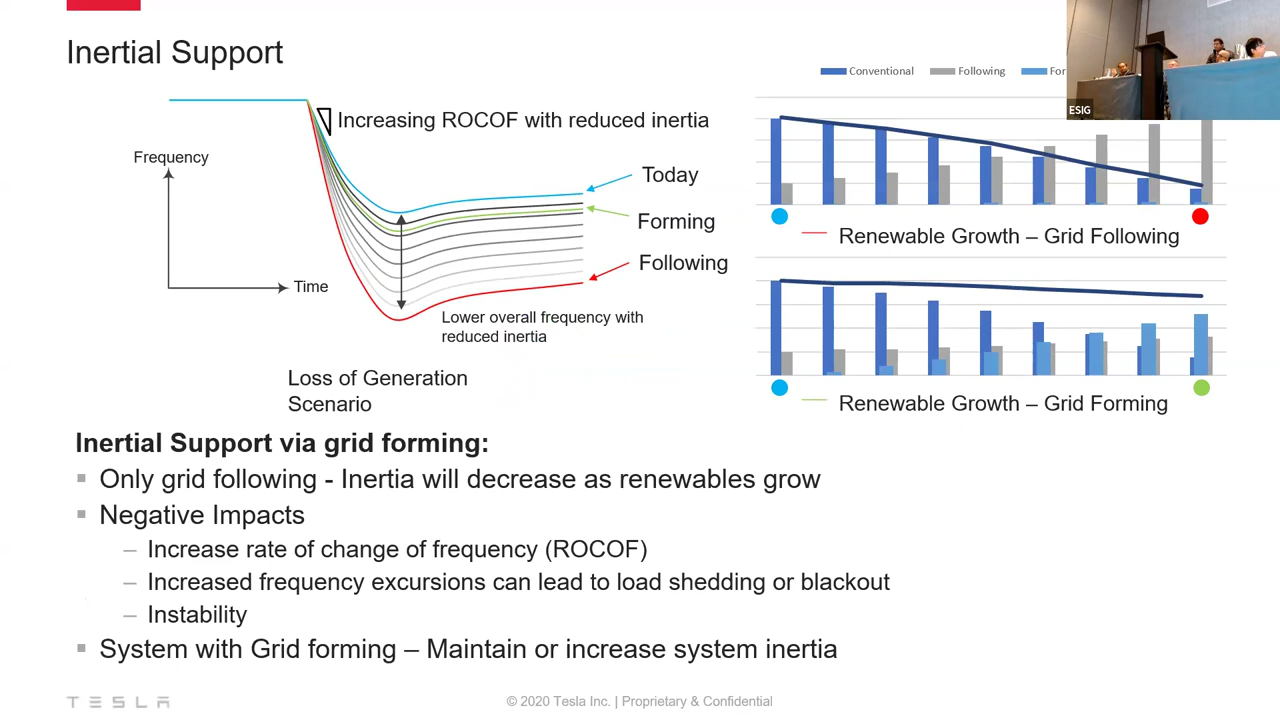 Inertial Support
Conventional
Following
For
ESIG
Increasing ROCOF with reduced inertia
Frequency
Time
Today
Forming
Following
Lower overall frequency with
reduced inertia
Loss of Generation
Scenario
Renewable Growth – Grid Following
Renewable Growth – Grid Forming
Inertial Support via grid forming:
Only grid following - Inertia will decrease as renewables grow
Negative Impacts
– Increase rate of change of frequency (ROCOF)
– Increased frequency excursions can lead to load shedding or blackout
– Instability
System with Grid forming – Maintain or increase system inertia
TESLA
© 2020 Tesla Inc. | Proprietary & Confidential